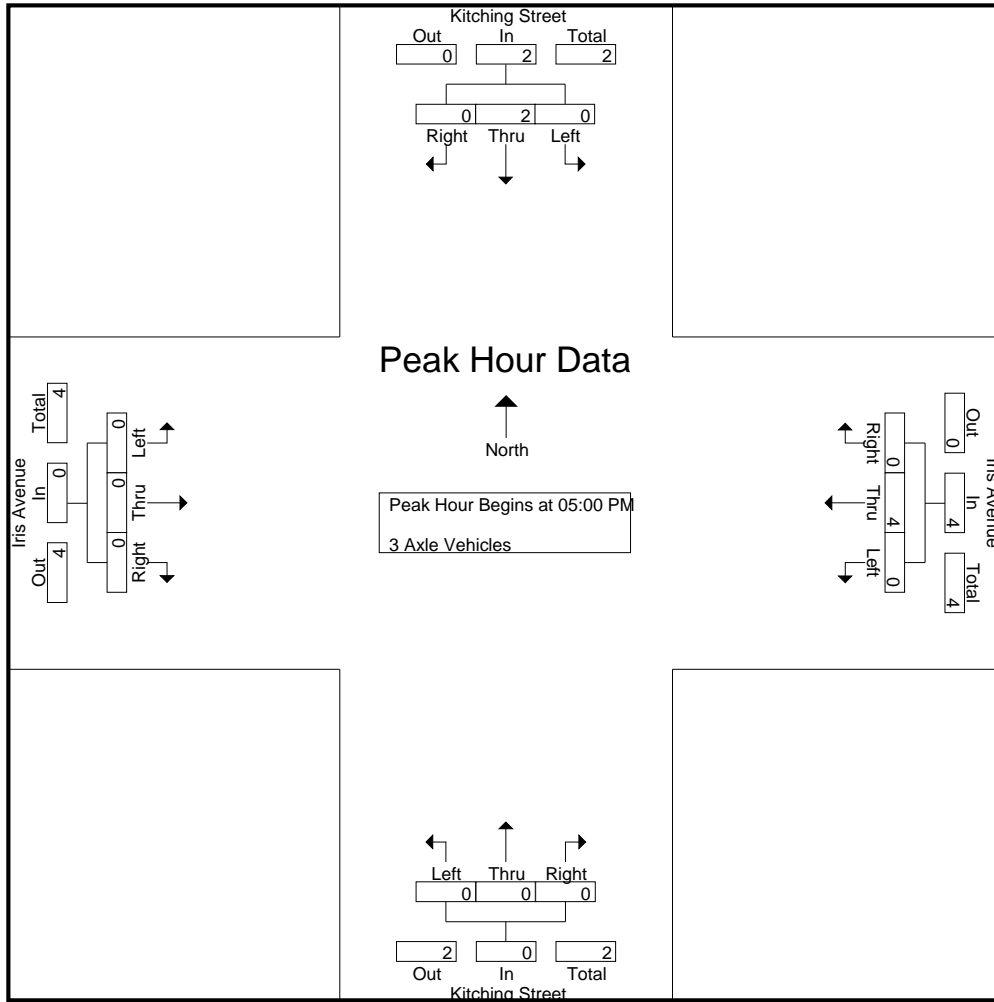 Kitching Street
Out In Total
0 2 2
0 2 0
Right Thru Left
Peak Hour Data
North
Peak Hour Begins at 05:00 PM
3 Axle Vehicles
Iris Avenue
Out In Total
4 0 4
Right Thru Left
0 0 0
Iris Avenue
Out In Total
0 4 4
Right Thru Left
0 4 0
Left Thru Right
0 0 0
2 0 2
Out In Total
Kitching Street